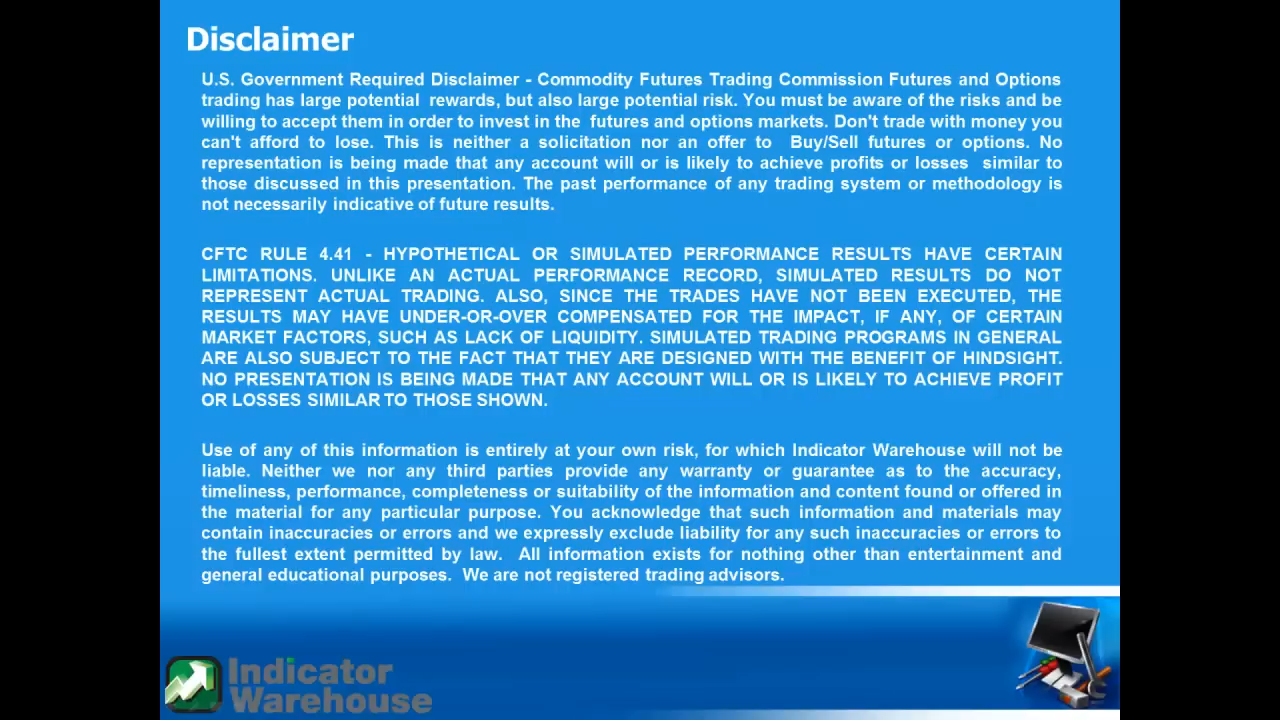 Disclaimer
U.S. Government Required Disclaimer - Commodity Futures Trading Commission Futures and Options
trading has large potential rewards, but also large potential risk. You must be aware of the risks and be
willing to accept them in order to invest in the futures and options markets. Don't trade with money you
can't afford to lose. This is neither a solicitation nor an offer to Buy/Sell futures or options. No
representation is being made that any account will or is likely to achieve profits or losses similar to
those discussed in this presentation. The past performance of any trading system or methodology is
not necessarily indicative of future results.
CFTC RULE 4.41 - HYPOTHETICAL OR SIMULATED PERFORMANCE RESULTS HAVE CERTAIN
LIMITATIONS. UNLIKE AN ACTUAL PERFORMANCE RECORD, SIMULATED RESULTS DO NOT
REPRESENT ACTUAL TRADING. ALSO, SINCE THE TRADES HAVE NOT BEEN EXECUTED, THE
RESULTS MAY HAVE UNDER-OR-OVER COMPENSATED FOR THE IMPACT, IF ANY, OF CERTAIN
MARKET FACTORS, SUCH AS LACK OF LIQUIDITY. SIMULATED TRADING PROGRAMS IN GENERAL
ARE ALSO SUBJECT TO THE FACT THAT THEY ARE DESIGNED WITH THE BENEFIT OF HINDSIGHT.
NO PRESENTATION IS BEING MADE THAT ANY ACCOUNT WILL OR IS LIKELY TO ACHIEVE PROFIT
OR LOSSES SIMILAR TO THOSE SHOWN.
Use of any of this information is entirely at your own risk, for which Indicator Warehouse will not be
liable. Neither we nor any third parties provide any warranty or guarantee as to the accuracy,
timeliness, performance, completeness or suitability of the information and content found or offered in
the material for any particular purpose. You acknowledge that such information and materials may
contain inaccuracies or errors and we expressly exclude liability for any such inaccuracies or errors to
the fullest extent permitted by law. All information exists for nothing other than entertainment and
general educational purposes. We are not registered trading advisors.
Indicator
Warehouse